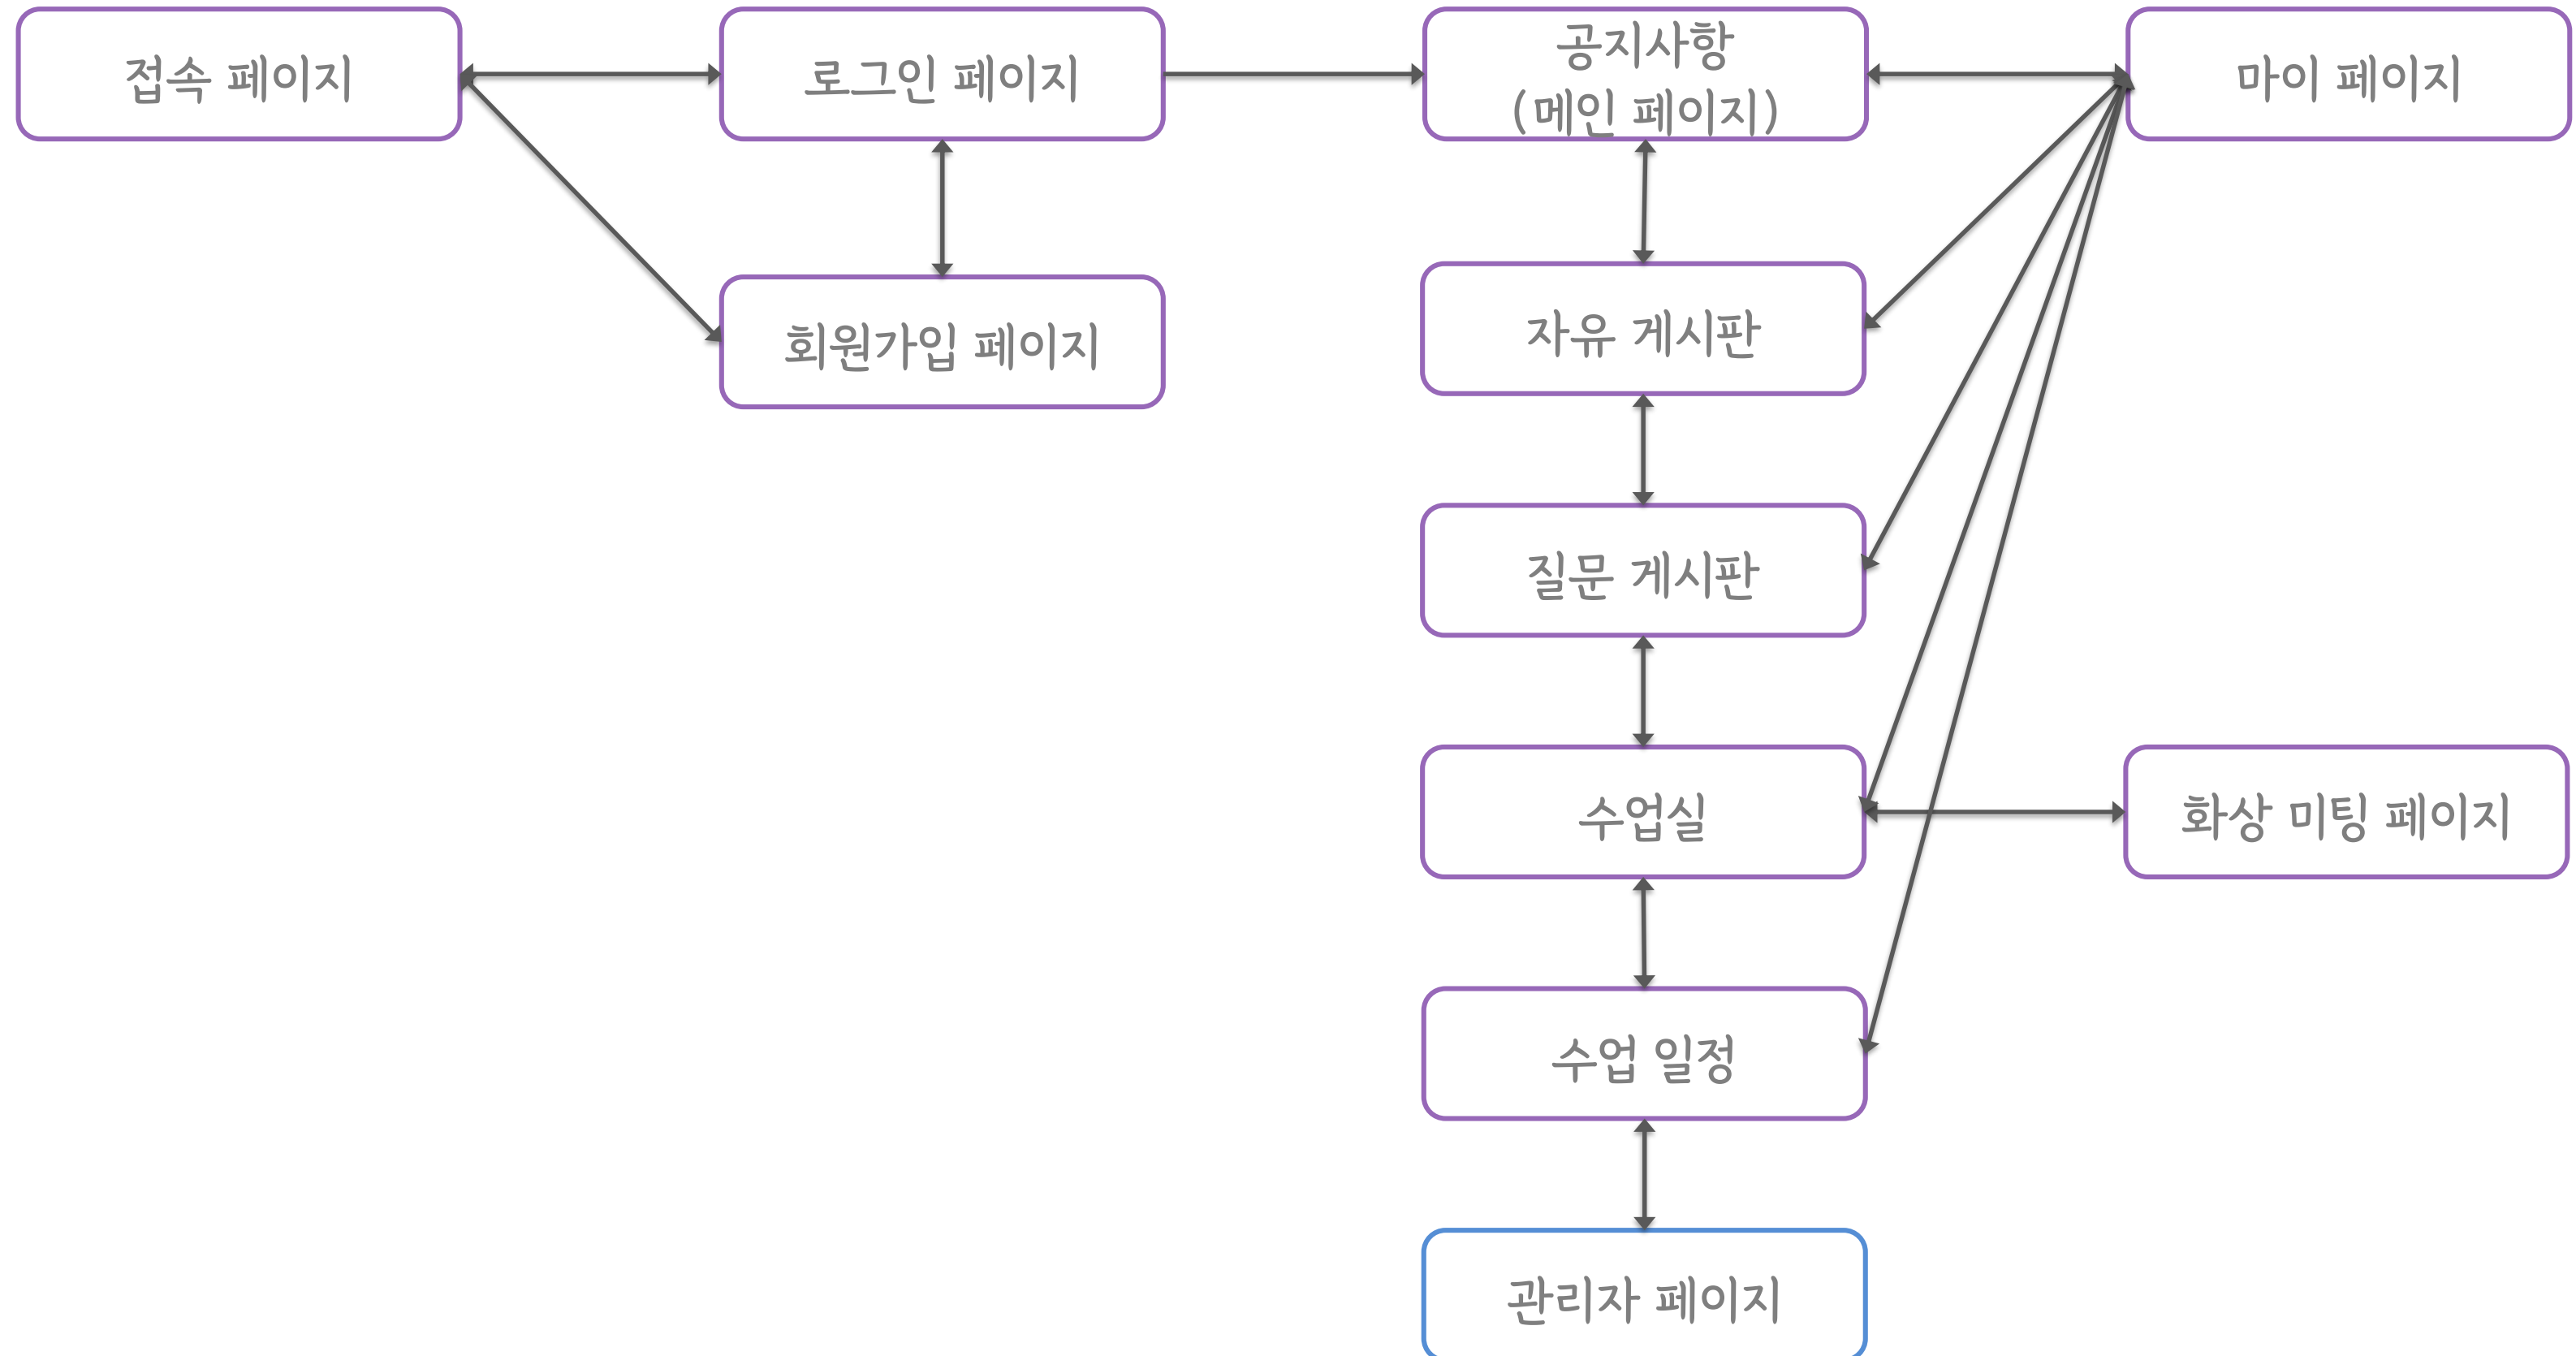 접속 페이지
로그인 페이지
공지사항
(메인 페이지)
마이 페이지
회원가입 페이지
자유 게시판
질문 게시판
수업실
화상 미팅 페이지
수업 일정
관리자 페이지